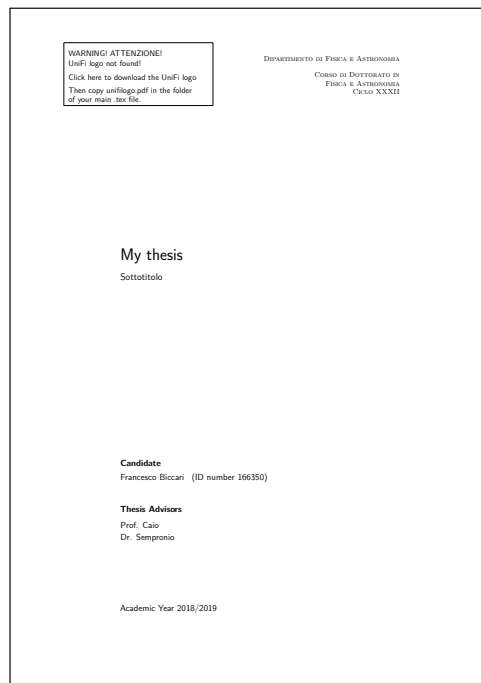 WARNING! ATTENZIONE!
UniFi logo not found!
Click here to download the UniFi logo
Then copy unifilogo.pdf in the folder
of your main .tex file.
Dipartimento di Fisica e Astronomia
Corso di Dottorato in
Fisica e Astronomia
Ciclo XXXII
My thesis
Sottotitolo
Candidate
Francesco Biccari (ID number 166350)
Thesis Advisors
Prof. Caio
Dr. Sempronio
Academic Year 2018/2019